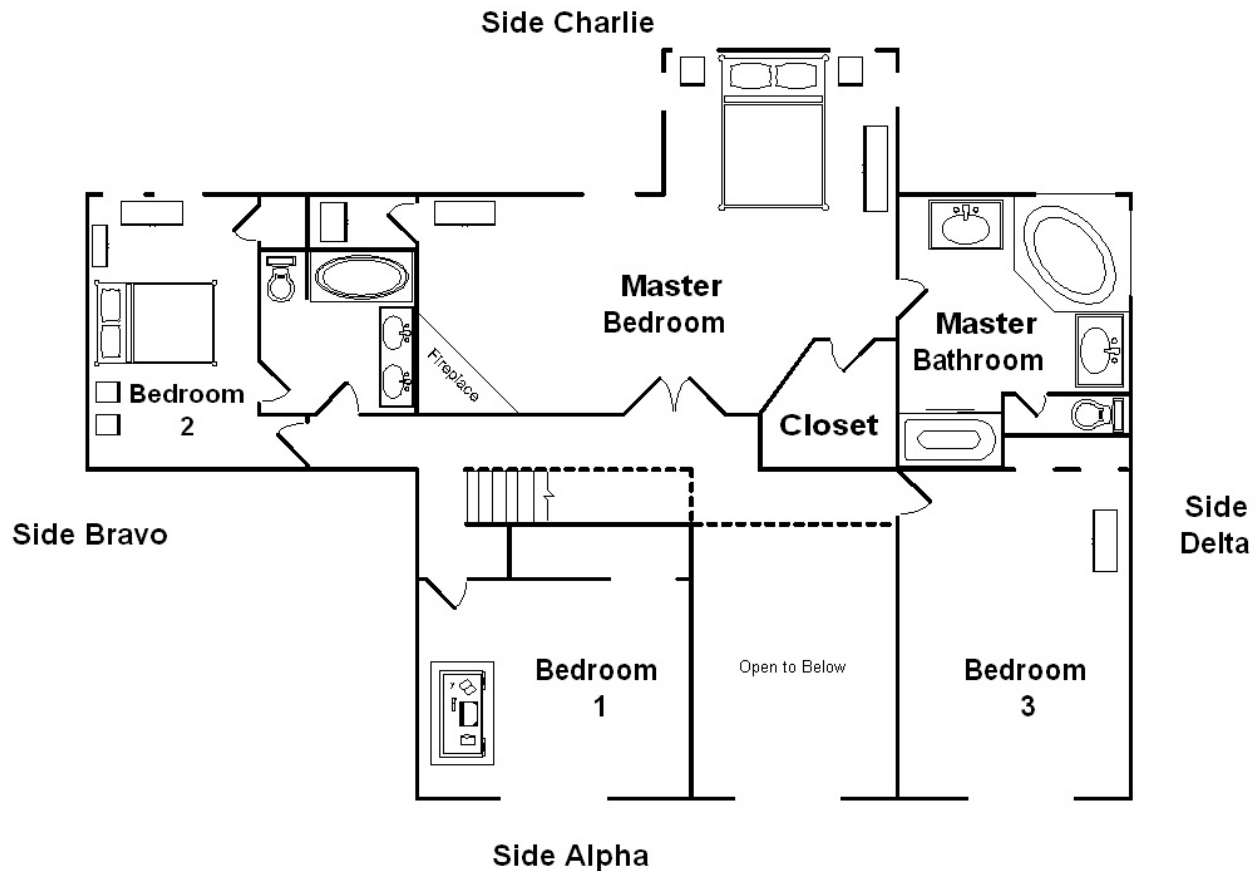 Side Charlie
Master
Bedroom
Master
Bathroom
Fireplace
Bedroom
2
Closet
Side Bravo
Side
Delta
Bedroom
1
Open to Below
Bedroom
3
Side Alpha